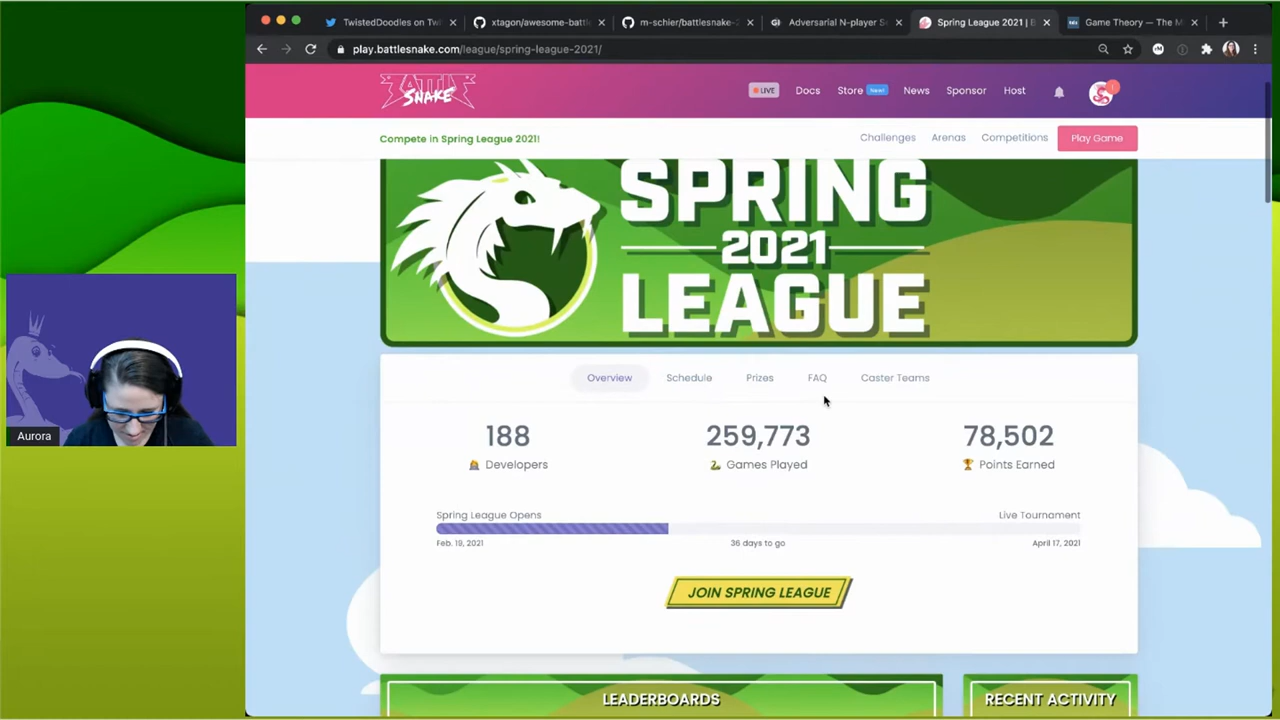 TwistedDoodles on Tw
xtagon/awesome-battl
m-schier/battlesnake-
Adversarial N-player S
Spring League 2021 | B
Game Theory — The M
play.battlesnake.com/league/spring-league-2021/
BATTLE
SNAKE
LIVE
Docs
Store
New!
News
Sponsor
Host
1
Compete in Spring League 2021!
Challenges
Arenas
Competitions
Play Game
SPRING
2021
LEAGUE
Overview
Schedule
Prizes
FAQ
Caster Teams
188
259,773
78,502
Developers
Games Played
Points Earned
Spring League Opens
Live Tournament
Feb. 19, 2021
36 days to go
April 17, 2021
JOIN SPRING LEAGUE
LEADERBOARDS
RECENT ACTIVITY
Aurora